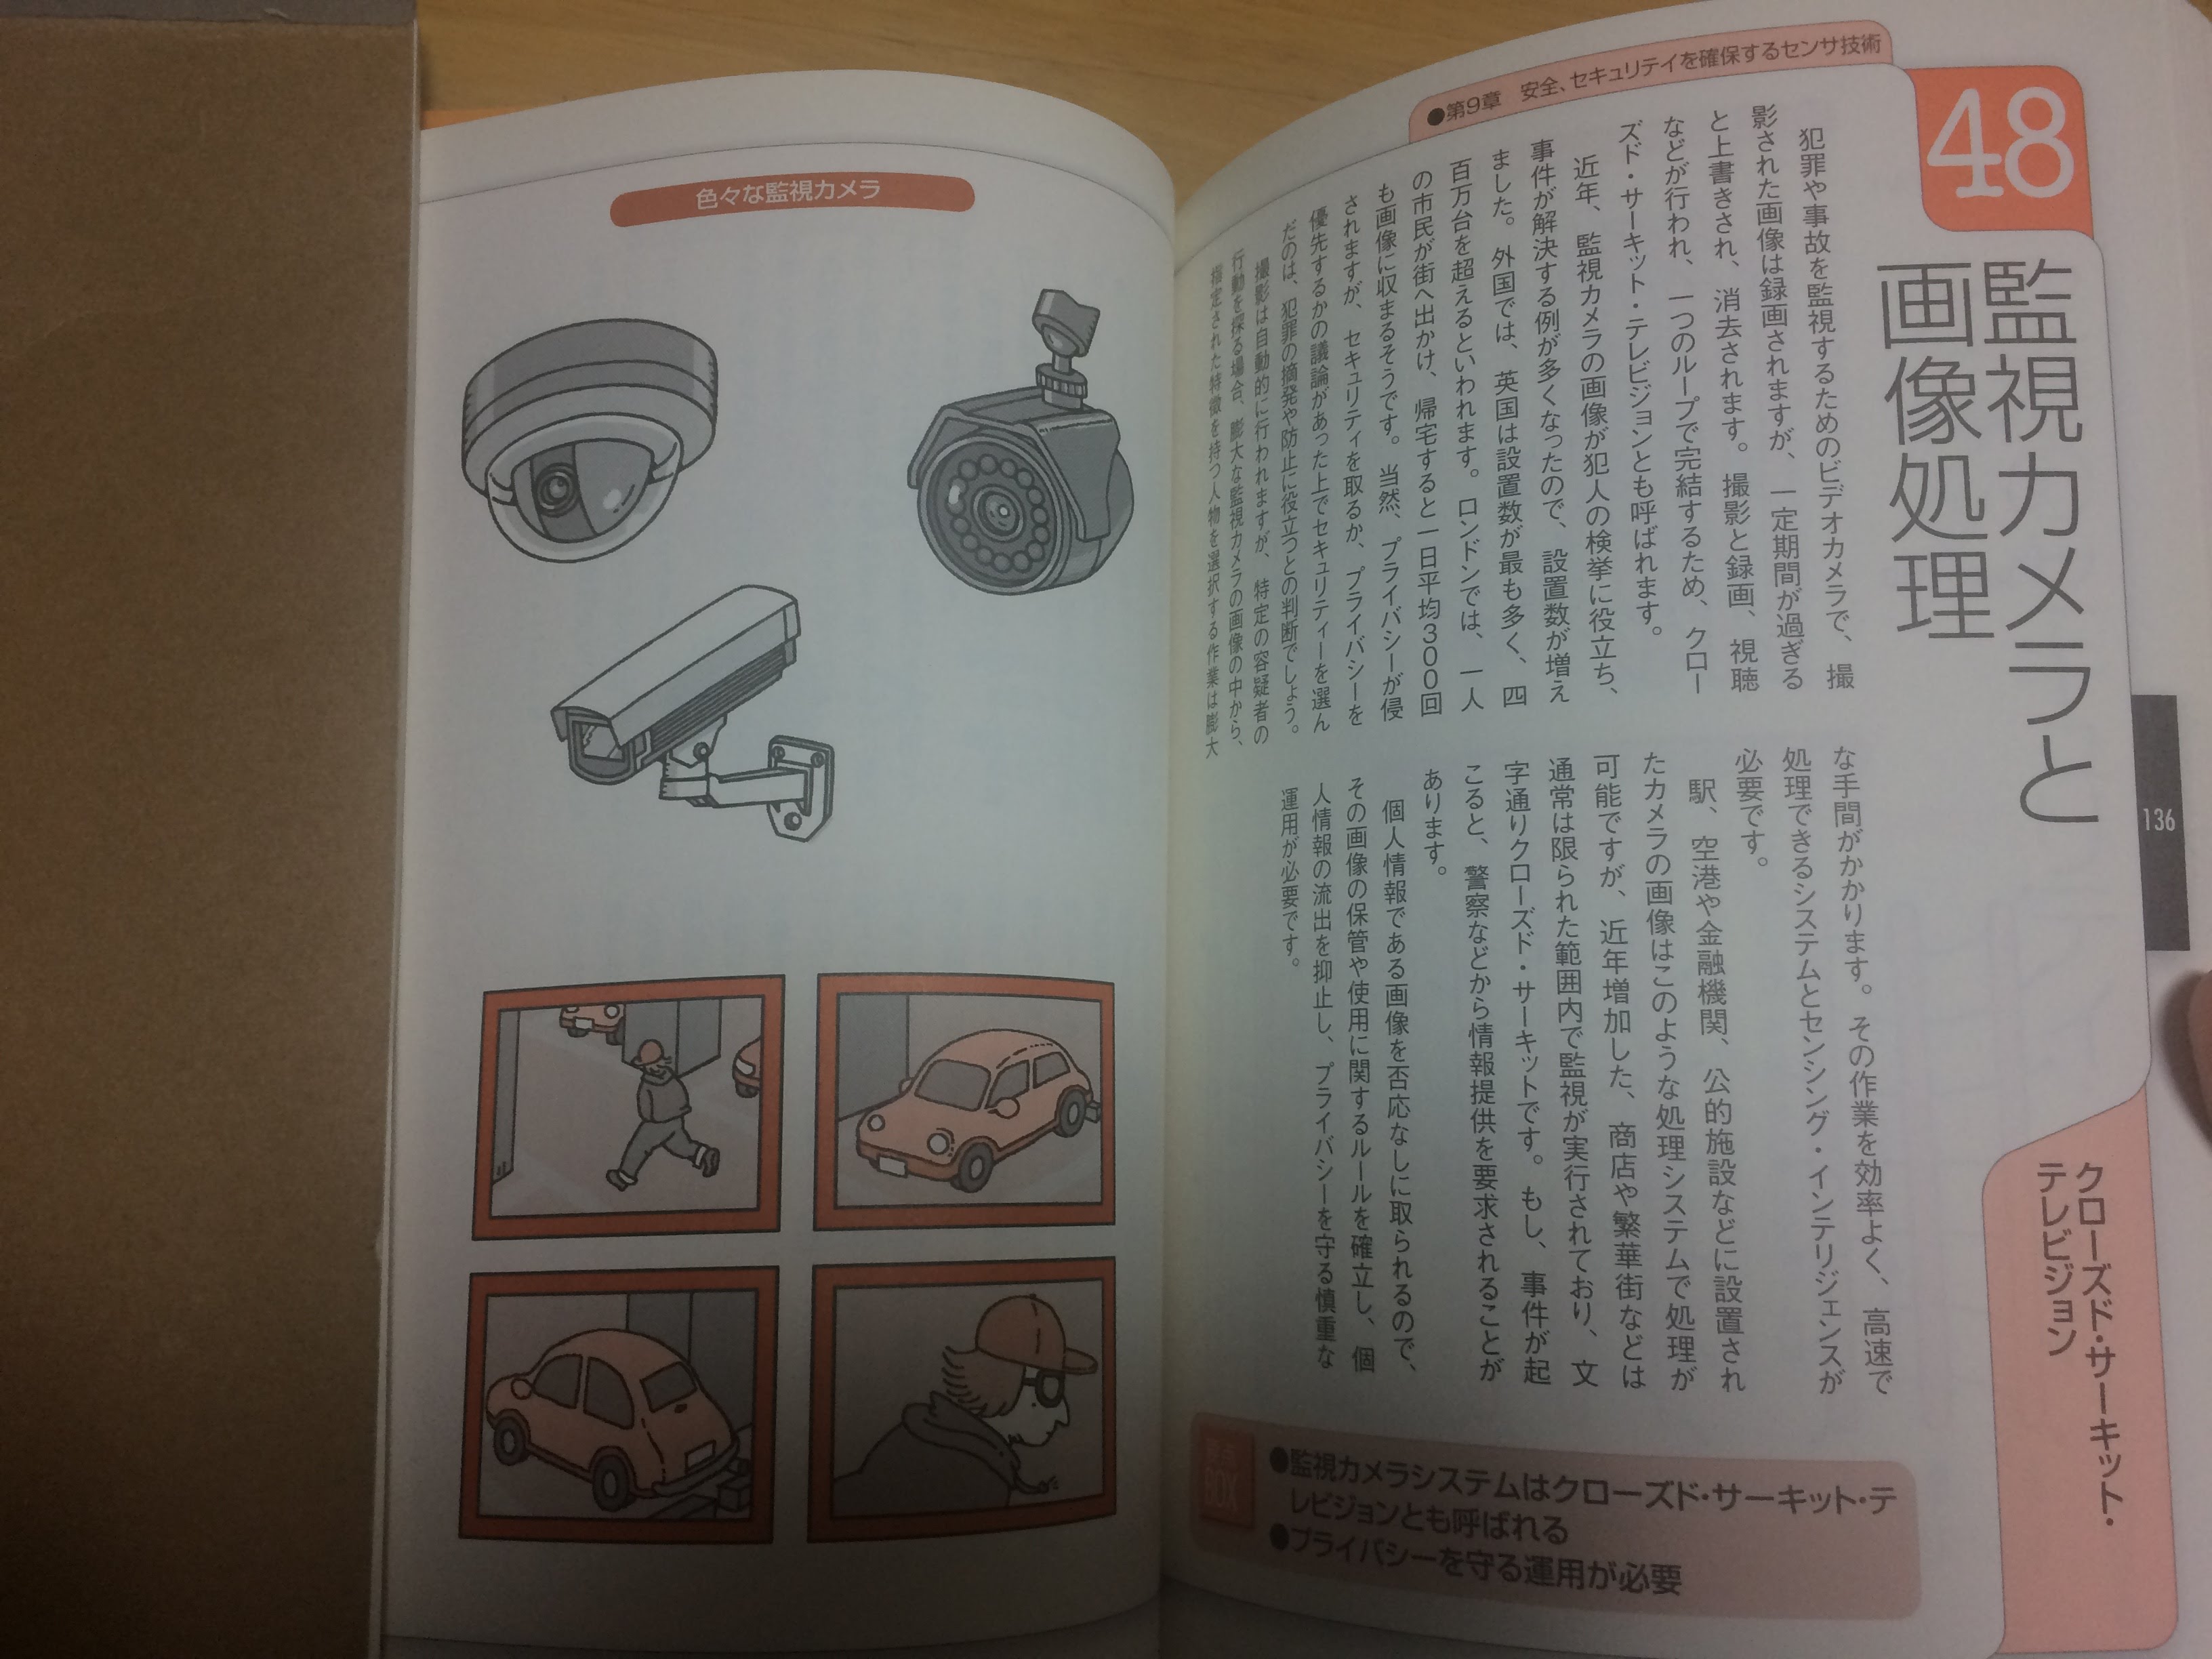 ●第9章 安全、セキュリテイを確保するセンサ技術
48
監視カメラと
画像処理
136
クローズド・サーキット・
テレビジョン
犯罪や事故を監視するためのビデオカメラで、撮
影された画像は録画されますが、一定期間が過ぎる
と上書きされ、消去されます。撮影と録画、視聴
などが行われ、一つのループで完結するため、クロー
ズド・サーキット・テレビジョンとも呼ばれます。
近年、監視カメラの画像が犯人の検挙に役立ち、
事件が解決する例が多くなったので、設置数が増え
ました。外国では、英国は設置数が最も多く、四
百万台を超えるといわれます。ロンドンでは、一人
の市民が街へ出かけ、帰宅すると一日平均300回
も画像に収まるそうです。当然、プライバシーが侵
されますが、セキュリティを取るか、プライバシーを
優先するかの議論があった上でセキュリティーを選ん
だのは、犯罪の摘発や防止に役立つとの判断でしょう。
撮影は自動的に行われますが、特定の容疑者の
行動を探る場合、膨大な監視カメラの画像の中から、
指定された特徴を持つ人物を選択する作業は膨大
な手間がかかります。その作業を効率よく、高速で
処理できるシステムとセンシング・インテリジェンスが
必要です。
駅、空港や金融機関、公的施設などに設置され
たカメラの画像はこのような処理システムで処理が
可能ですが、近年増加した、商店や繁華街などは
通常は限られた範囲内で監視が実行されており、文
字通りクローズド・サーキットです。もし、事件が起
こると、警察などから情報提供を要求されることが
あります。
個人情報である画像を否応なしに取られるので、
その画像の保管や使用に関するルールを確立し、個
人情報の流出を抑止し、プライバシーを守る慎重な
運用が必要です。
要点
BOX
●監視カメラシステムはクローズド・サーキット・テ
レビジョンとも呼ばれる
●プライバシーを守る運用が必要
色々な監視カメラ